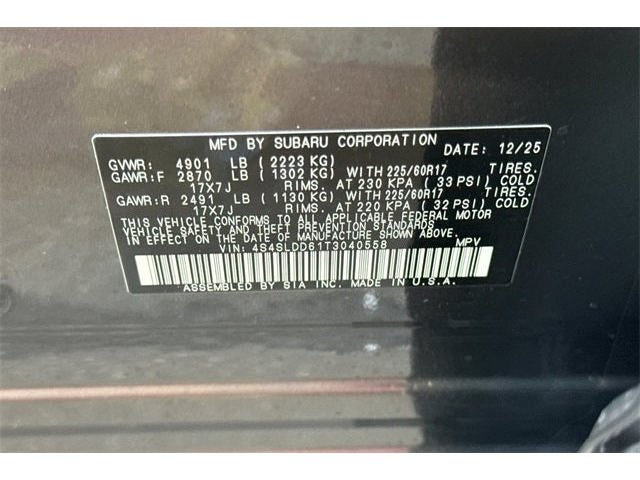 MFD BY SUBARU CORPORATION DATE: 12/25
GVWR: 4901 LB (2223 KG)
GAWR:F 2870 LB (1302 KG) WITH 225/60R17 TIRES.
17X7J RIMS. AT 230 KPA (33 PSI) COLD
GAWR:R 2491 LB (1130 KG) WITH 225/60R17 TIRES.
17X7J RIMS. AT 220 KPA (32 PSI) COLD
THIS VEHICLE CONFORMS TO ALL APPLICABLE FEDERAL MOTOR
VEHICLE SAFETY AND THEFT PREVENTION STANDARDS IN
EFFECT ON THE DATE OF MANUFACTURE SHOWN ABOVE.
VIN: 4S4SLDD61T3040558 MPV
ASSEMBLED BY SIA INC. MADE IN U.S.A.